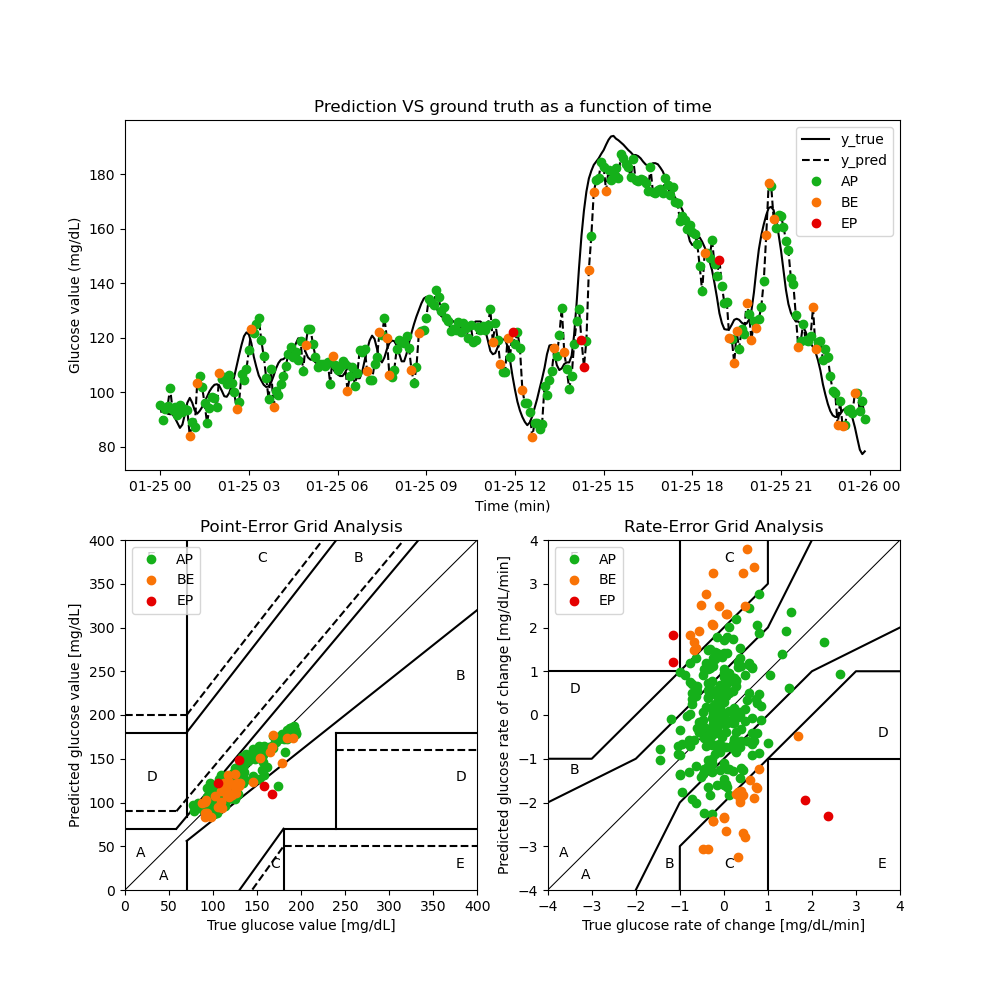 Prediction VS ground truth as a function of time
Glucose value (mg/dL)
180
160
140
120
100
80
y_true
y_pred
AP
BE
EP
01-25 00 01-25 03 01-25 06 01-25 09 01-25 12 01-25 15 01-25 18 01-25 21 01-26 00
Time (min)
Point-Error Grid Analysis
Predicted glucose value [mg/dL]
400
350
300
250
200
150
100
50
0
AP
BE
EP
C
B
B
D
D
A
A
C
E
0 50 100 150 200 250 300 350 400
True glucose value [mg/dL]
Rate-Error Grid Analysis
Predicted glucose rate of change [mg/dL/min]
4
3
2
1
0
−1
−2
−3
−4
AP
BE
EP
C
D
D
B
A
A
B
C
E
−4 −3 −2 −1 0 1 2 3 4
True glucose rate of change [mg/dL/min]